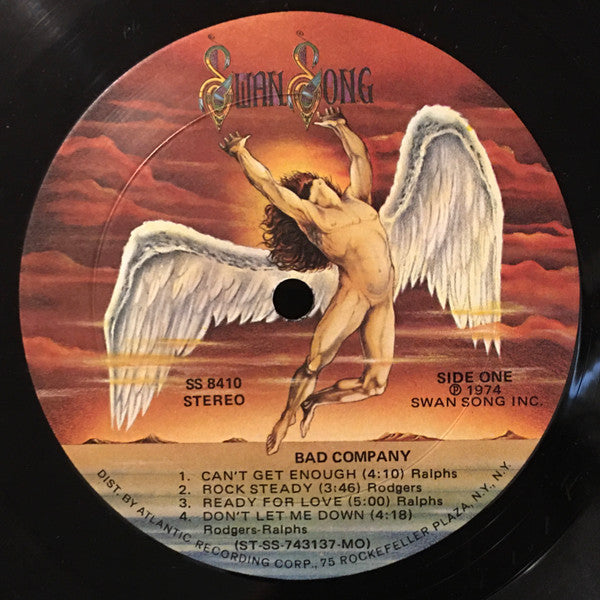 SWAN SONG
SS 8410
STEREO
SIDE ONE
℗ 1974
SWAN SONG INC.
BAD COMPANY
1. CAN'T GET ENOUGH (4:10) Ralphs
2. ROCK STEADY (3:46) Rodgers
3. READY FOR LOVE (5:00) Ralphs
4. DON'T LET ME DOWN (4:18)
Rodgers-Ralphs
(ST-SS-743137-MO)
DIST. BY ATLANTIC RECORDING CORP., 75 ROCKEFELLER PLAZA, N.Y., N.Y.